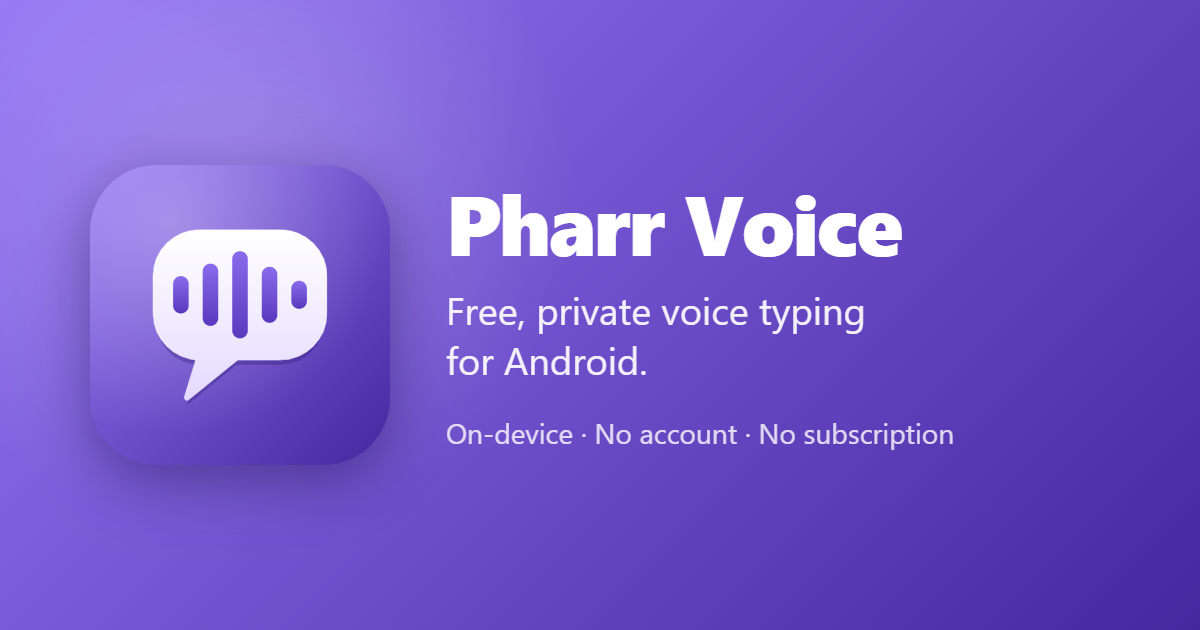 Pharr Voice
Free, private voice typing
for Android.
On-device · No account · No subscription